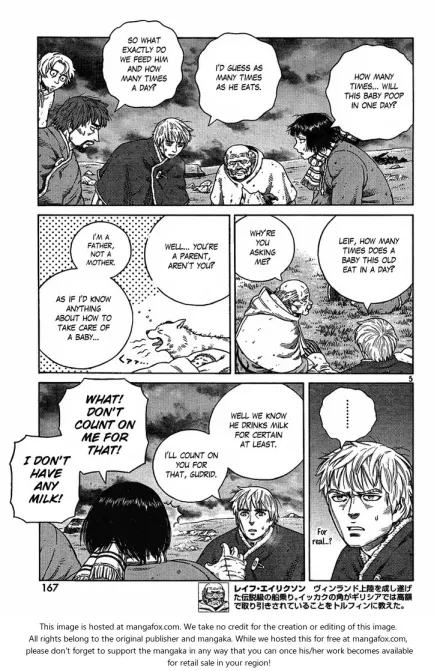 HOW MANY
TIMES... WILL
THIS BABY POOP
IN ONE DAY?
I'D GUESS AS
MANY TIMES
AS HE EATS.
SO WHAT
EXACTLY DO
WE FEED HIM
AND HOW
MANY TIMES
A DAY?
LEIF, HOW MANY
TIMES DOES A
BABY THIS OLD
EAT IN A DAY?
WHY'RE
YOU
ASKING
ME?
WELL... YOU'RE
A PARENT,
AREN'T YOU?
I'M A
FATHER,
NOT A
MOTHER.
AS IF I'D KNOW
ANYTHING
ABOUT HOW TO
TAKE CARE OF
A BABY...
5
For
real...?
WELL WE KNOW
HE DRINKS MILK
FOR CERTAIN
AT LEAST.
I'LL COUNT ON
YOU FOR
THAT, GUDRID.
WHAT!
DON'T
COUNT ON
ME FOR
THAT!
I DON'T
HAVE
ANY
MILK!
167
レイフ・エイリクソン ヴィンランド上陸を成し遂げ
た伝説級の船乗り。イッカクの角がギリシアでは高額
で取り引きされていることをトルフィンに教えた。
This image is hosted at mangafox.com. We take no credit for the creation or editing of this image.
All rights belong to the original publisher and mangaka. While we hosted this for free at mangafox.com,
please don't forget to support the mangaka in any way that you can once his/her work becomes available
for retail sale in your region!